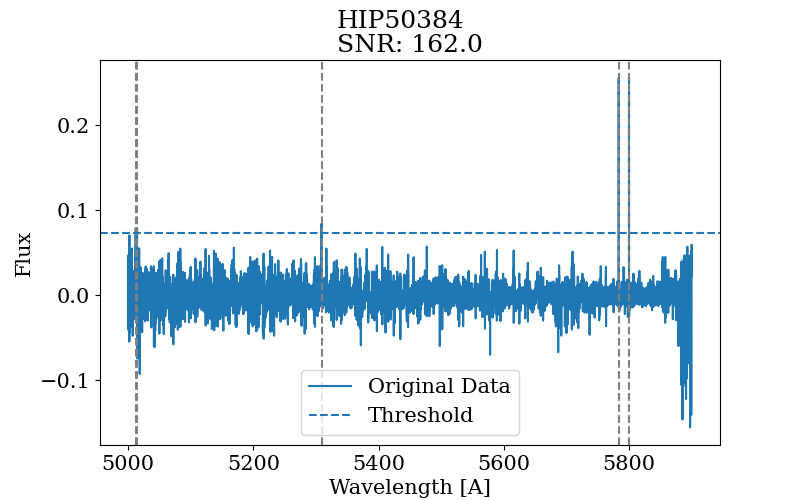 HIP50384
SNR: 162.0
Flux
0.2
0.1
0.0
−0.1
Original Data
Threshold
5000 5200 5400 5600 5800
Wavelength [A]